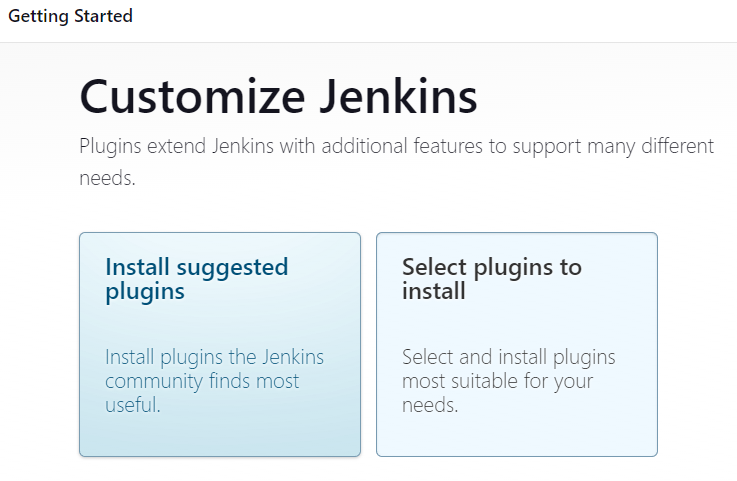 Getting Started
Customize Jenkins
Plugins extend Jenkins with additional features to support many different
needs.
Install suggested
plugins
Install plugins the Jenkins
community finds most
useful.
Select plugins to
install
Select and install plugins
most suitable for your
needs.